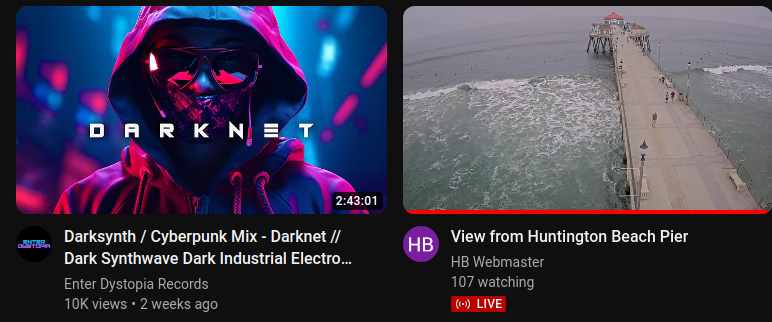 DARKNET
2:43:01
ENTER
DYSTOPIA
Darksynth / Cyberpunk Mix - Darknet //
Dark Synthwave Dark Industrial Electro...
Enter Dystopia Records
10K views • 2 weeks ago
HB
View from Huntington Beach Pier
HB Webmaster
107 watching
LIVE